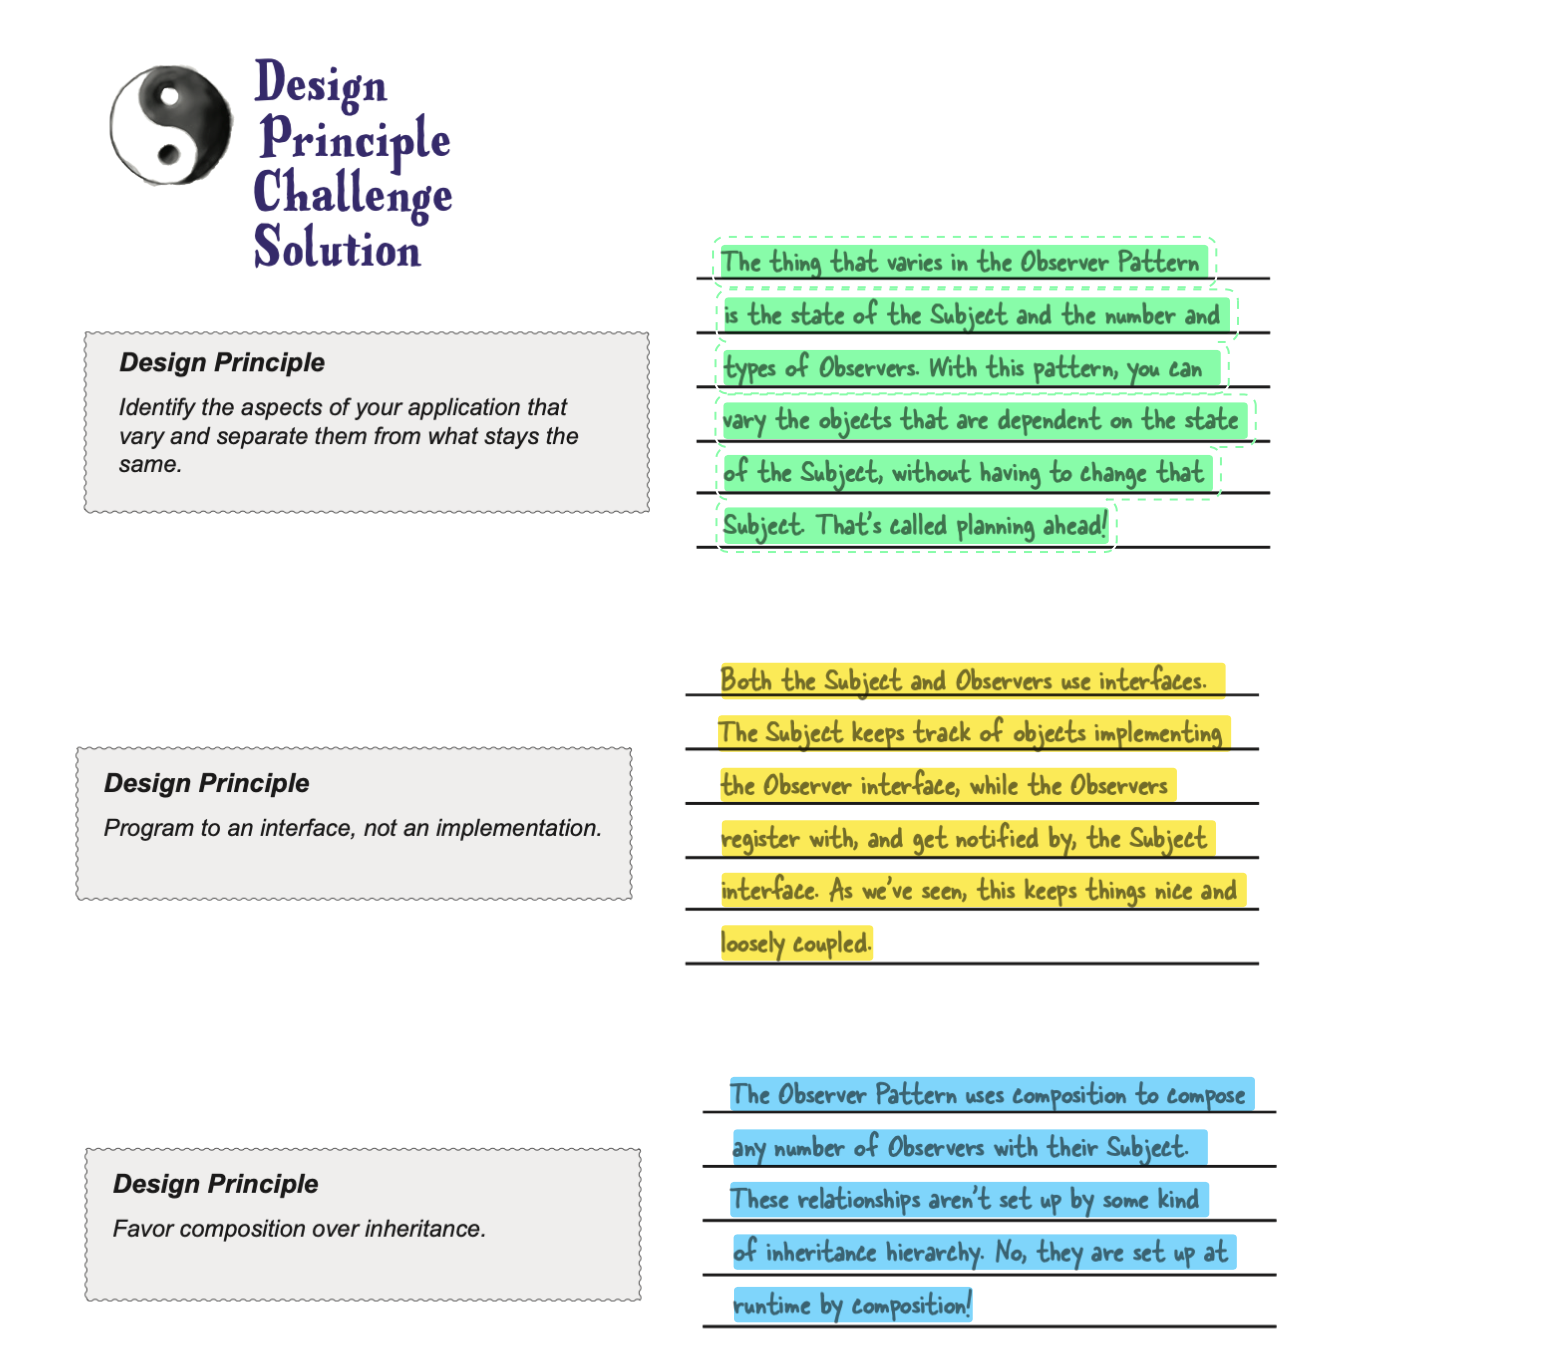 Design
Principle
Challenge
Solution
Design Principle
Identify the aspects of your application that
vary and separate them from what stays the
same.
The thing that varies in the Observer Pattern
is the state of the Subject and the number and
types of Observers. With this pattern, you can
vary the objects that are dependent on the state
of the Subject, without having to change that
Subject. That's called planning ahead!
Design Principle
Program to an interface, not an implementation.
Both the Subject and Observers use interfaces.
The Subject keeps track of objects implementing
the Observer interface, while the Observers
register with, and get notified by, the Subject
interface. As we've seen, this keeps things nice and
loosely coupled.
Design Principle
Favor composition over inheritance.
The Observer Pattern uses composition to compose
any number of Observers with their Subject.
These relationships aren't set up by some kind
of inheritance hierarchy. No, they are set up at
runtime by composition!